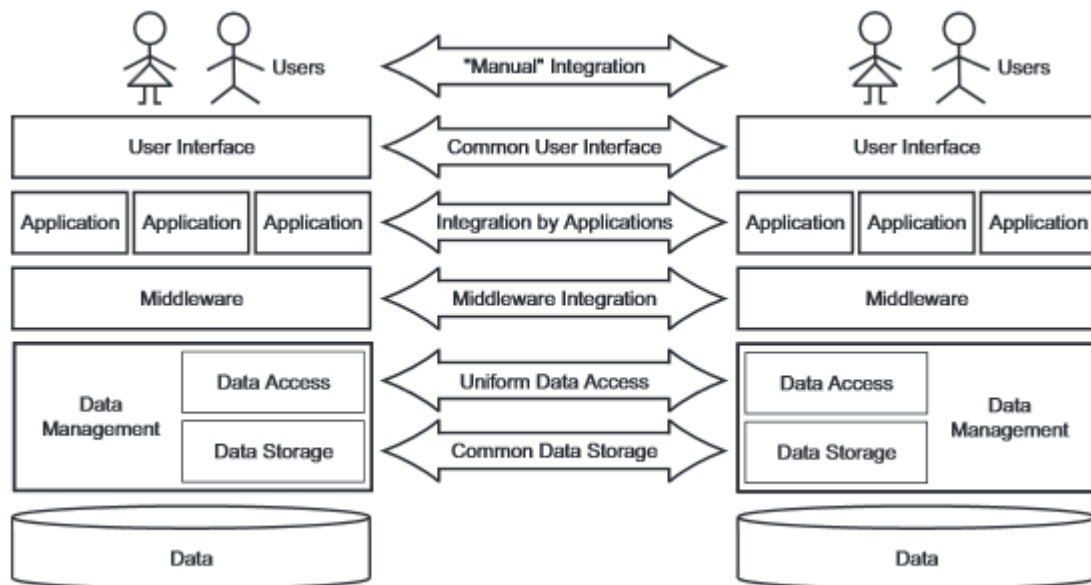 Users "Manual" Integration Users
User Interface Common User Interface User Interface
Application Application Application Integration by Applications Application Application Application
Middleware Middleware Integration Middleware
Data Access Uniform Data Access Data Access
Data Management Data Management
Data Storage Common Data Storage Data Storage
Data Data